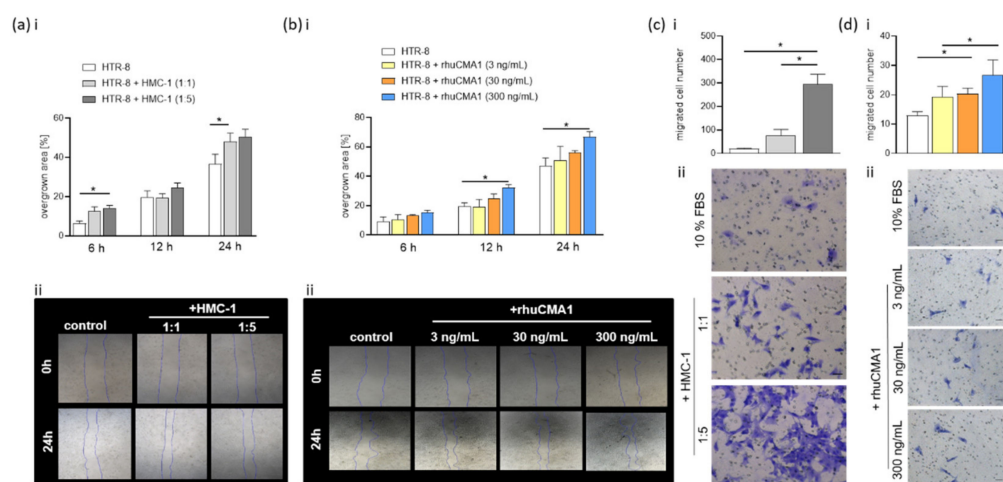 (a) i
HTR-8
HTR-8 + HMC-1 (1:1)
HTR-8 + HMC-1 (1:5)
overgrown area [%]
60
40
20
0
*
*
6 h 12 h 24 h
ii
+HMC-1
control 1:1 1:5
0h
24h
(b) i
HTR-8
HTR-8 + rhuCMA1 (3 ng/mL)
HTR-8 + rhuCMA1 (30 ng/mL)
HTR-8 + rhuCMA1 (300 ng/mL)
overgrown area [%]
80
60
40
20
0
*
*
6 h 12 h 24 h
ii
+rhuCMA1
control 3 ng/mL 30 ng/mL 300 ng/mL
0h
24h
(c) i
migrated cell number
500
400
300
200
100
0
*
*
ii
10 % FBS
+ HMC-1
1:1
1:5
(d) i
migrated cell number
40
30
20
10
0
*
*
ii
10% FBS
+ rhuCMA1
3 ng/mL
30 ng/mL
300 ng/mL